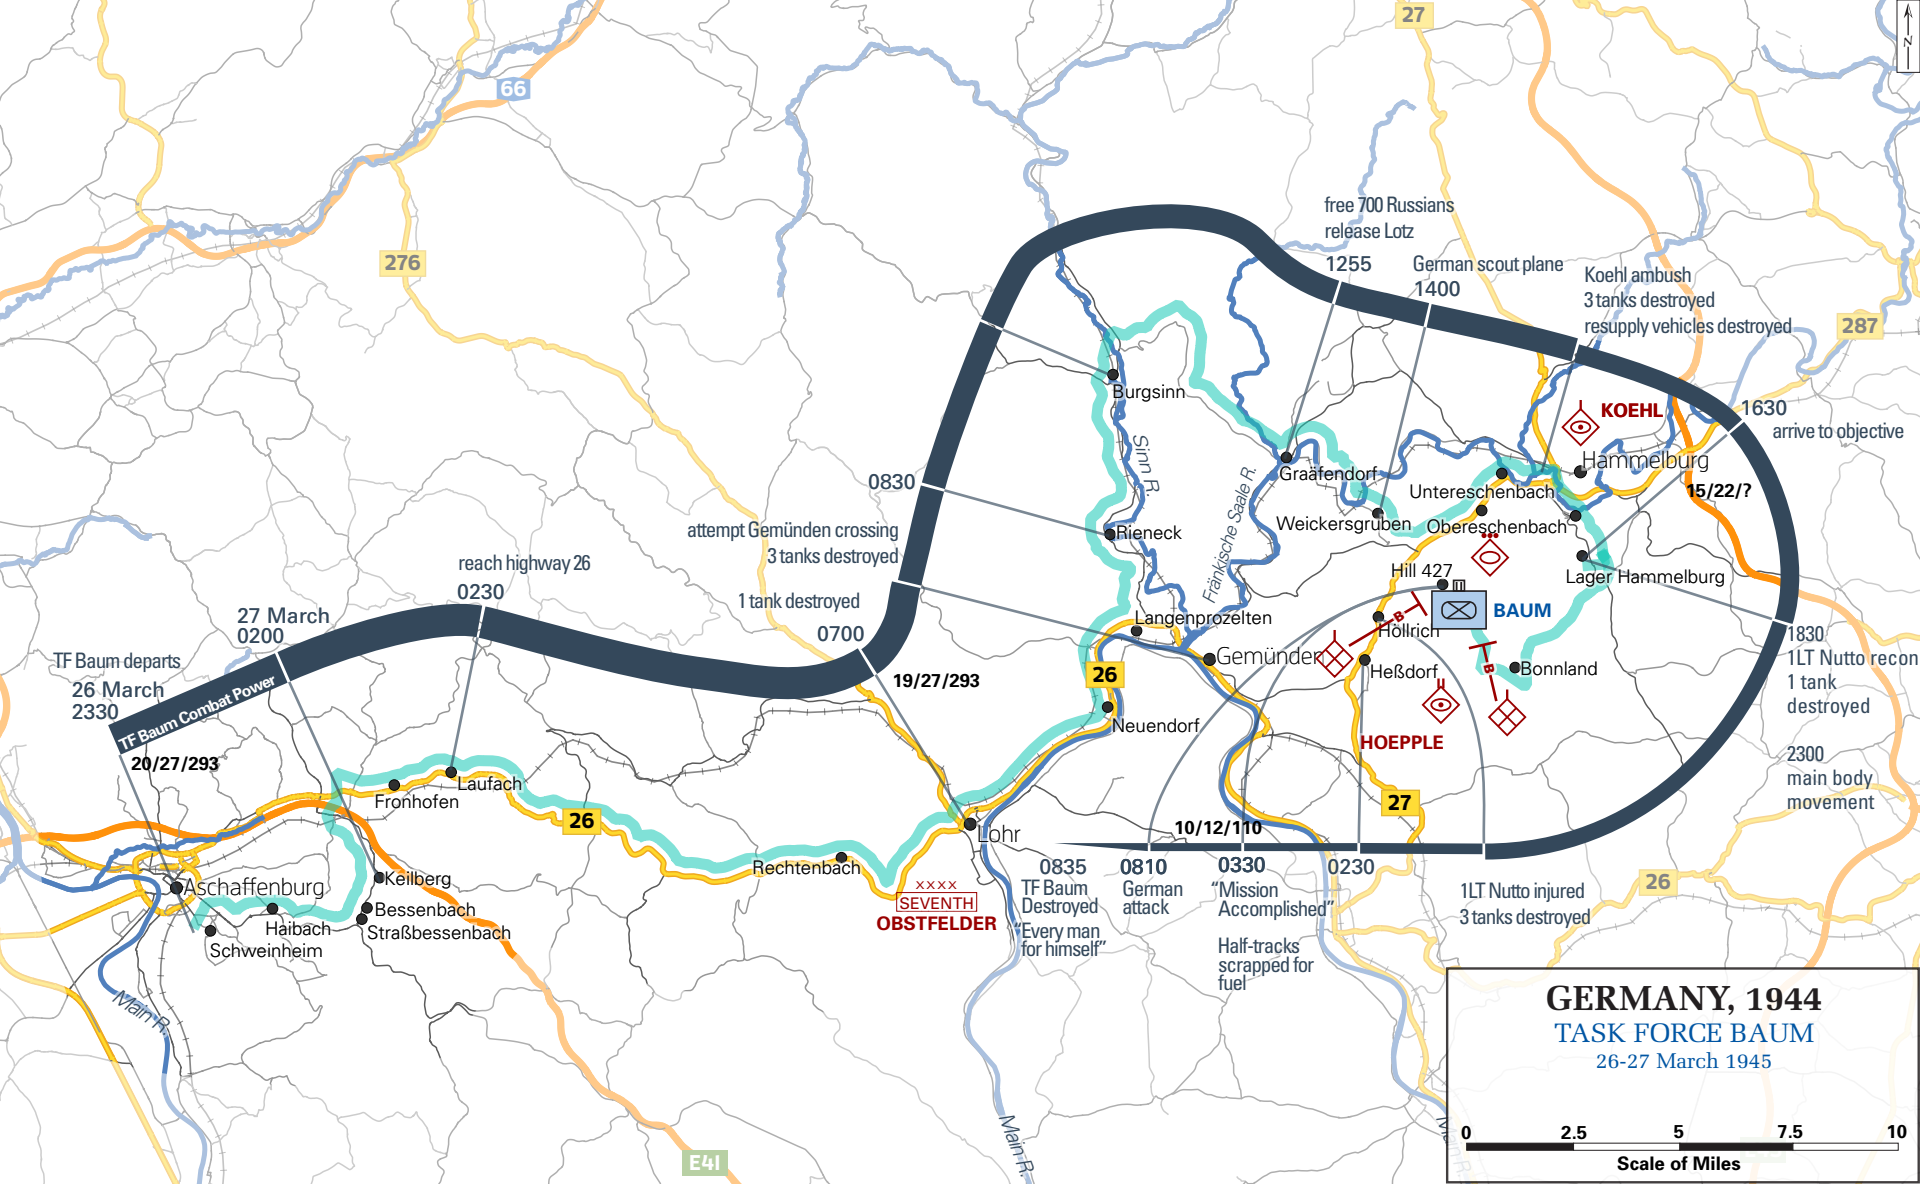 27
N
66
276
free 700 Russians
release Lotz
1255
German scout plane
1400
Koehl ambush
3 tanks destroyed
resupply vehicles destroyed
287
1630
arrive to objective
KOEHL
Burgsinn
Sinn R.
Hammelburg
Gräafendorf
Untereschenbach
15/22/?
0830
Fränkische Saale R.
Weickersgruben
Obereschenbach
attempt Gemünden crossing
3 tanks destroyed
Rieneck
reach highway 26
0230
Hill 427
Lager Hammelburg
1 tank destroyed
0700
27 March
0200
Langenprozelten
B
BAUM
Höllrich
1830
1LT Nutto recon
1 tank
destroyed
TF Baum departs
26 March
2330
TF Baum Combat Power
Gemünden
26
Heßdorf
B
Bonnland
19/27/293
Neuendorf
HOEPPLE
20/27/293
2300
main body
movement
Laufach
Fronhofen
26
27
Lohr
10/12/110
Rechtenbach
0835
TF Baum
Destroyed
"Every man
for himself"
0810
German
attack
0330
"Mission
Accomplished"
Half-tracks
scrapped for
fuel
0230
1LT Nutto injured
3 tanks destroyed
26
Aschaffenburg
Keilberg
Bessenbach
Haibach
Straßbessenbach
Schweinheim
XXXX
SEVENTH
OBSTFELDER
Main R.
Main R.
Main R.
E41
GERMANY, 1944
TASK FORCE BAUM
26-27 March 1945
0 2.5 5 7.5 10
Scale of Miles